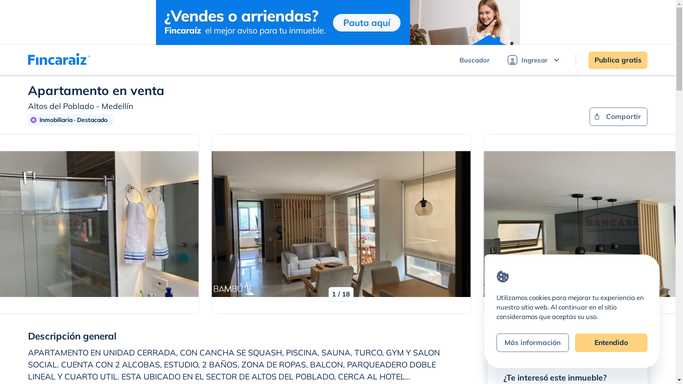 ¿Vendes o arriendas?
Fincaraíz el mejor aviso para tu inmueble.
Pauta aquí
Fincaraíz
Buscador
Ingresar
Publica gratis
Apartamento en venta
Altos del Poblado - Medellín
Inmobiliaria · Destacado
Compartir
BAMBÚ
1 / 18
Utilizamos cookies para mejorar tu experiencia en
nuestro sitio web. Al continuar en el sitio
consideramos que aceptas su uso.
Más información
Entendido
Descripción general
APARTAMENTO EN UNIDAD CERRADA, CON CANCHA SE SQUASH, PISCINA, SAUNA, TURCO, GYM Y SALON
SOCIAL. CUENTA CON 2 ALCOBAS, ESTUDIO, 2 BAÑOS, ZONA DE ROPAS, BALCON, PARQUEADERO DOBLE
LINEAL Y CUARTO UTIL. ESTA UBICADO EN EL SECTOR DE ALTOS DEL POBLADO, CERCA AL HOTEL...
¿Te interesó este inmueble?